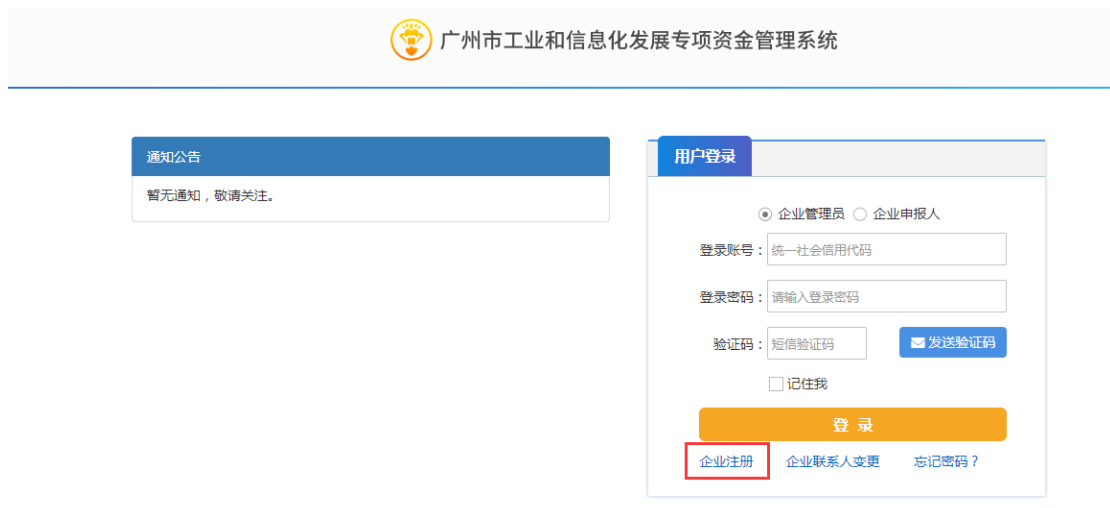 广州市工业和信息化发展专项资金管理系统
通知公告
暂无通知，敬请关注。
用户登录
企业管理员 企业申报人
登录账号：统一社会信用代码
登录密码：请输入登录密码
验证码：短信验证码 发送验证码
记住我
登 录
企业注册 企业联系人变更 忘记密码？